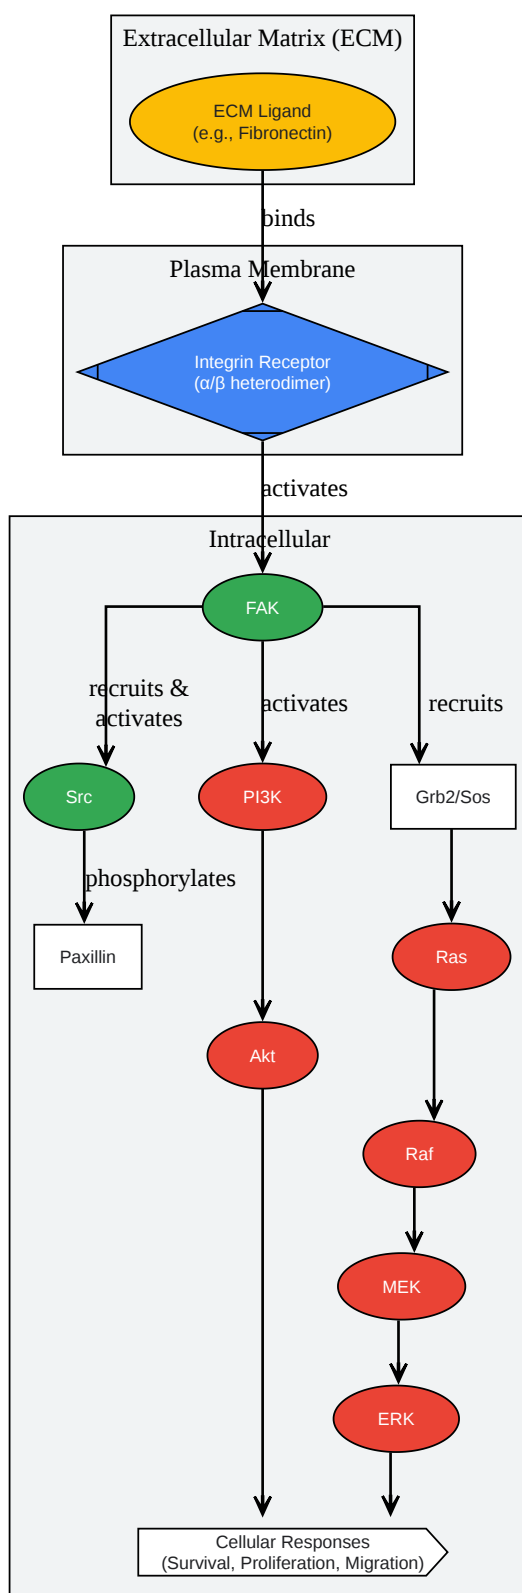 Extracellular Matrix (ECM)
ECM Ligand
(e.g., Fibronectin)
binds
Plasma Membrane
Integrin Receptor
(α/β heterodimer)
activates
Intracellular
FAK
recruits &
activates
activates
recruits
Src
PI3K
Grb2/Sos
phosphorylates
Paxillin
Ras
Akt
Raf
MEK
ERK
Cellular Responses
(Survival, Proliferation, Migration)